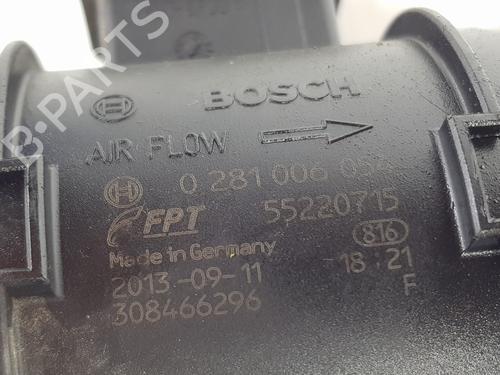 BOSCH
AIR FLOW
0 281 006
FPT 55220715
Made in Germany 816
2013-09-11 18:21
308466296 F
B-PARTS